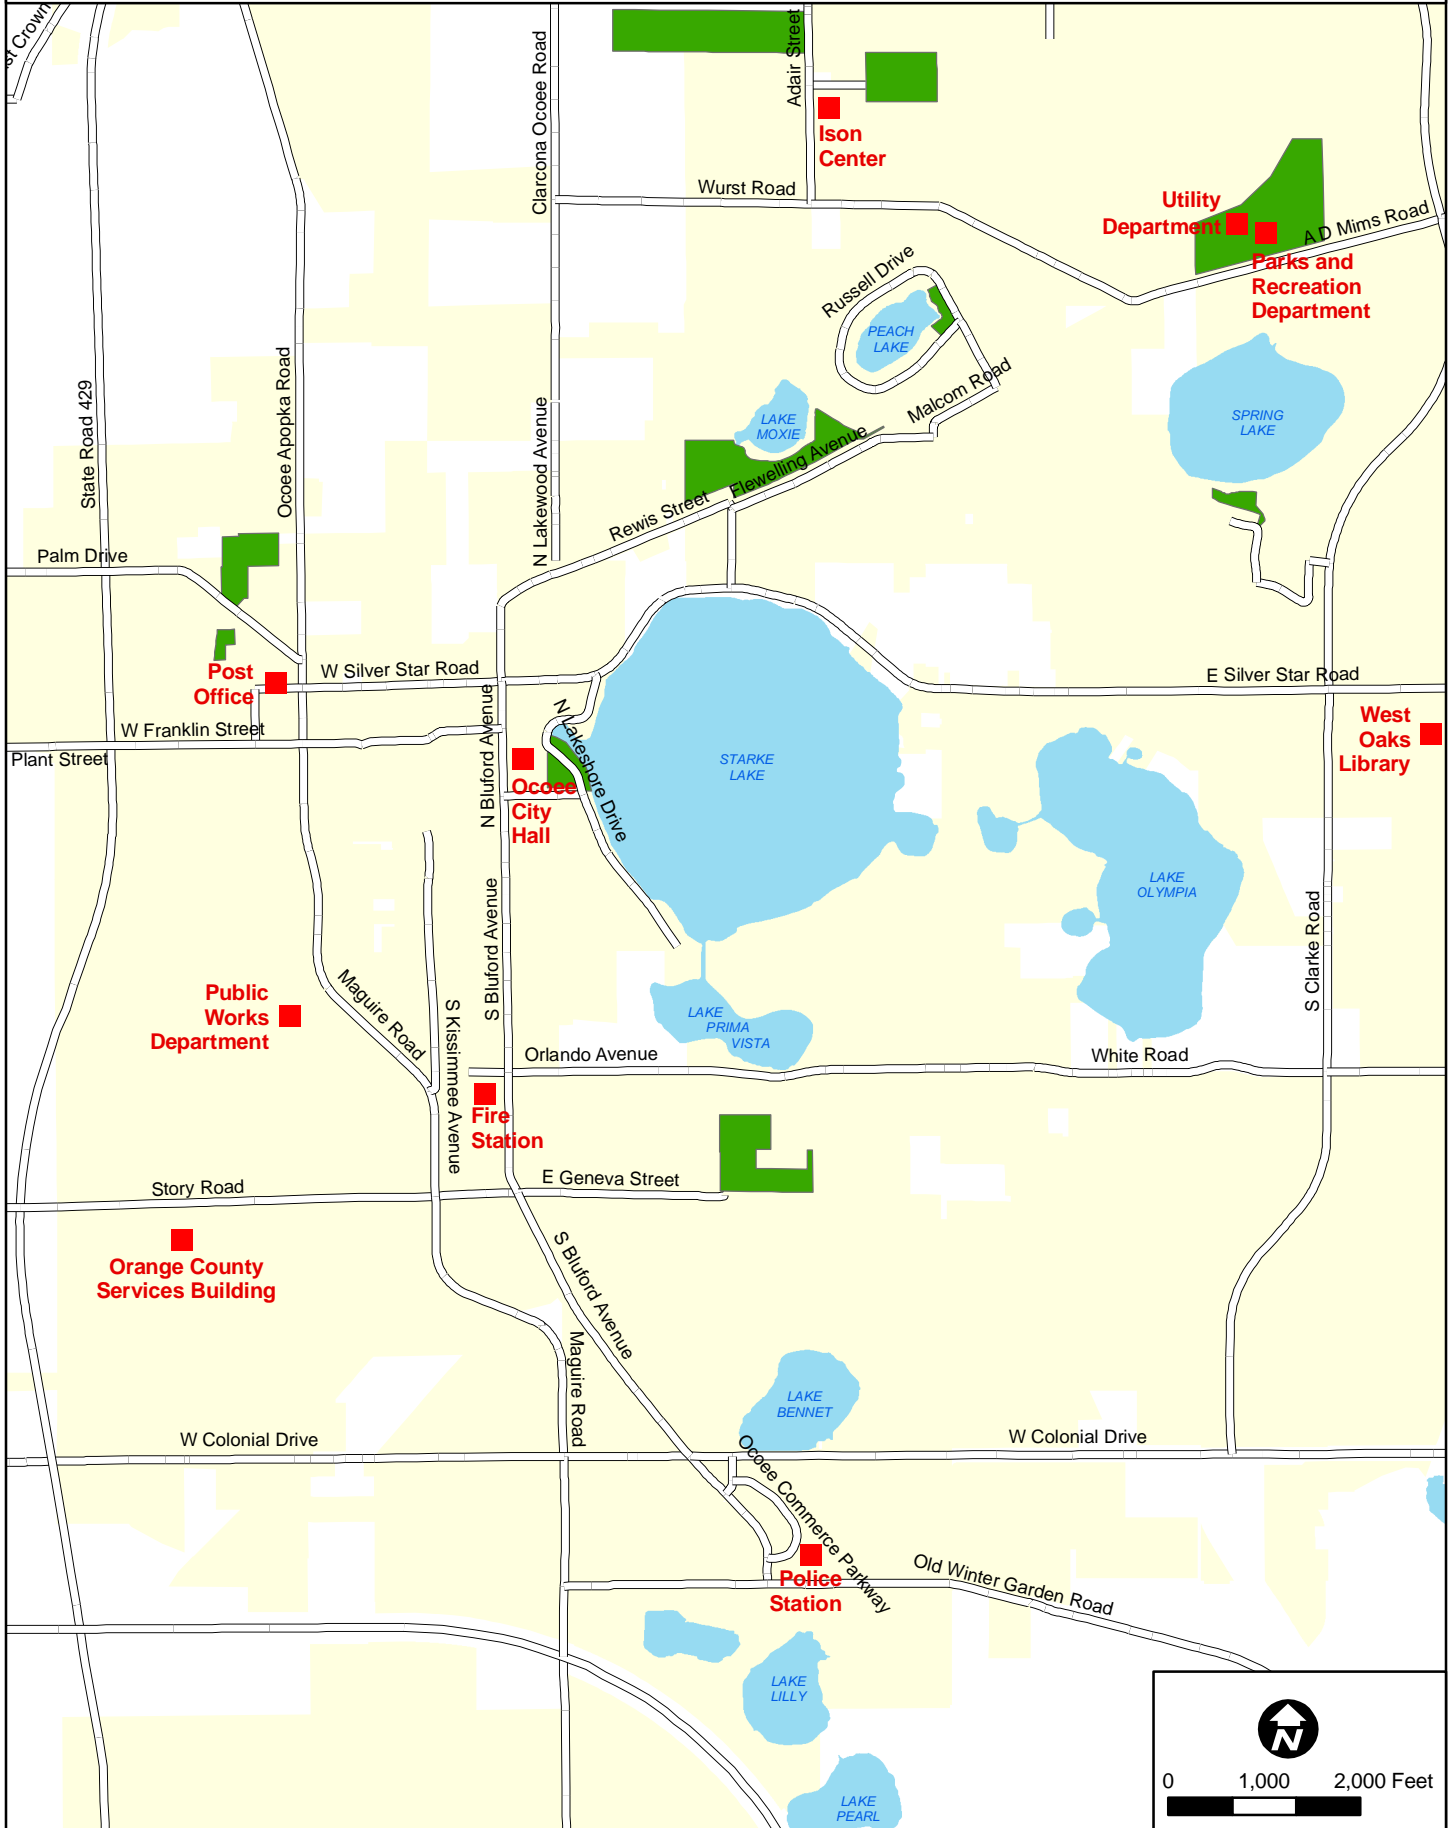 st Crown
Clarcona Ocoee Road
Adair Street
Ison
Center
Wurst Road
Utility
Department
A D Mims Road
Parks and
Recreation
Department
Russell Drive
PEACH
LAKE
Malcom Road
LAKE
MOXIE
SPRING
LAKE
State Road 429
Ocoee Apopka Road
N Lakewood Avenue
Flewelling Avenue
Rewis Street
Palm Drive
Post
Office
W Silver Star Road
E Silver Star Road
W Franklin Street
Plant Street
N Bluford Avenue
N Lakeshore Drive
Ocoee
City
Hall
STARKE
LAKE
West
Oaks
Library
LAKE
OLYMPIA
S Bluford Avenue
S Clarke Road
Public
Works
Department
Maguire Road
S Kissimmee Avenue
LAKE
PRIMA
VISTA
Orlando Avenue
White Road
Fire
Station
Story Road
E Geneva Street
Orange County
Services Building
S Bluford Avenue
Maguire Road
LAKE
BENNET
W Colonial Drive
W Colonial Drive
Ocoee Commerce Parkway
Police
Station
Old Winter Garden Road
LAKE
LILLY
LAKE
PEARL
N
0 1,000 2,000 Feet